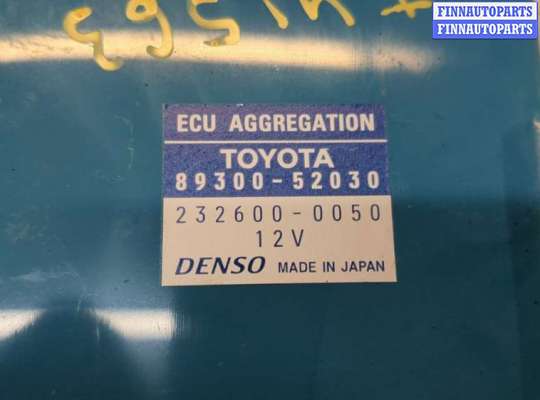 FINNAUTOPARTS
FINNAUTOPARTS
ECU AGGREGATION
TOYOTA
89300-52030
232600-0050
12V
DENSO MADE IN JAPAN